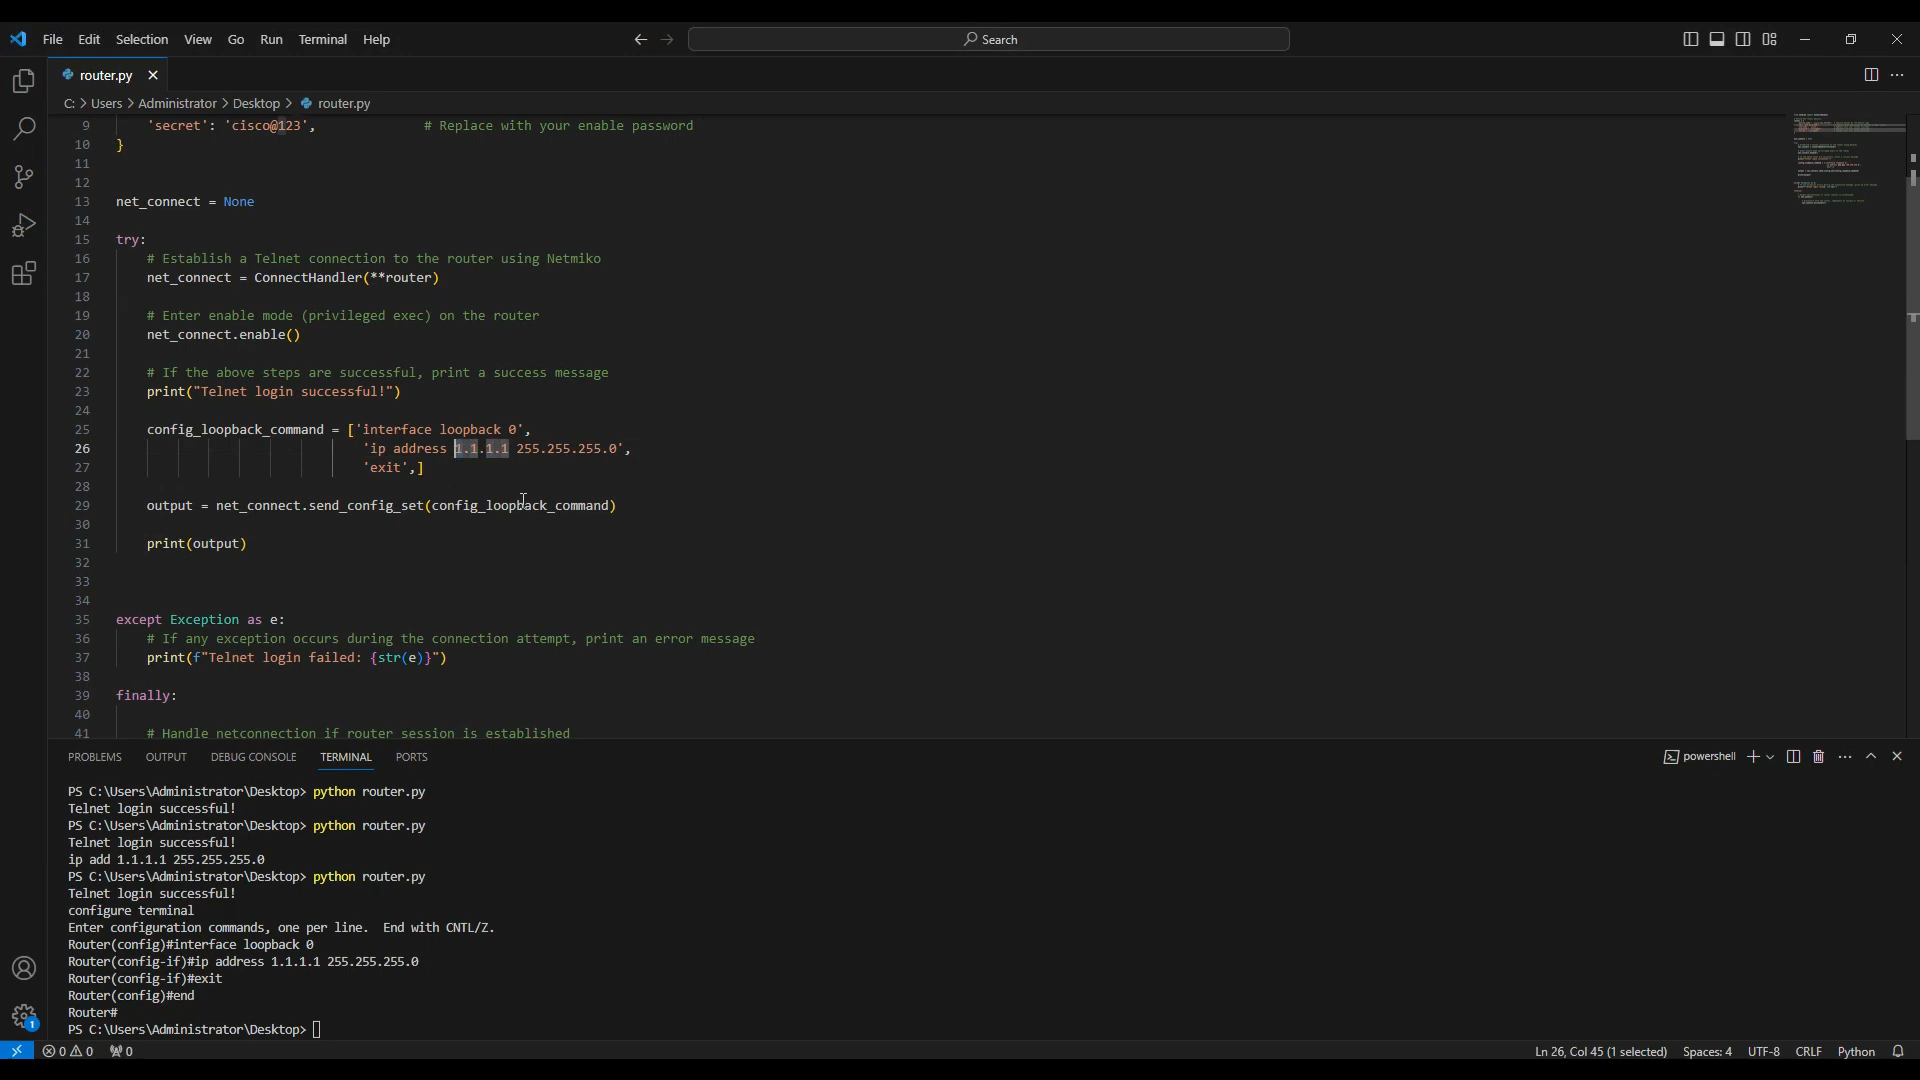 File Edit Selection View Go Run Terminal Help Search
router.py
C: > Users > Administrator > Desktop > router.py
9 'secret': 'cisco@123', # Replace with your enable password
10 }
11
12
13 net_connect = None
14
15 try:
16 # Establish a Telnet connection to the router using Netmiko
17 net_connect = ConnectHandler(**router)
18
19 # Enter enable mode (privileged exec) on the router
20 net_connect.enable()
21
22 # If the above steps are successful, print a success message
23 print("Telnet login successful!")
24
25 config_loopback_command = ['interface loopback 0',
26 'ip address 1.1.1.1 255.255.255.0',
27 'exit',]
28
29 output = net_connect.send_config_set(config_loopback_command)
30
31 print(output)
32
33
34
35 except Exception as e:
36 # If any exception occurs during the connection attempt, print an error message
37 print(f"Telnet login failed: {str(e)}")
38
39 finally:
40
41 # Handle netconnection if router session is established
PROBLEMS OUTPUT DEBUG CONSOLE TERMINAL PORTS powershell
PS C:\Users\Administrator\Desktop> python router.py
Telnet login successful!
PS C:\Users\Administrator\Desktop> python router.py
Telnet login successful!
ip add 1.1.1.1 255.255.255.0
PS C:\Users\Administrator\Desktop> python router.py
Telnet login successful!
configure terminal
Enter configuration commands, one per line.  End with CNTL/Z.
Router(config)#interface loopback 0
Router(config-if)#ip address 1.1.1.1 255.255.255.0
Router(config-if)#exit
Router(config)#end
Router#
PS C:\Users\Administrator\Desktop>
1
0 0 0 Ln 26, Col 45 (1 selected) Spaces: 4 UTF-8 CRLF Python